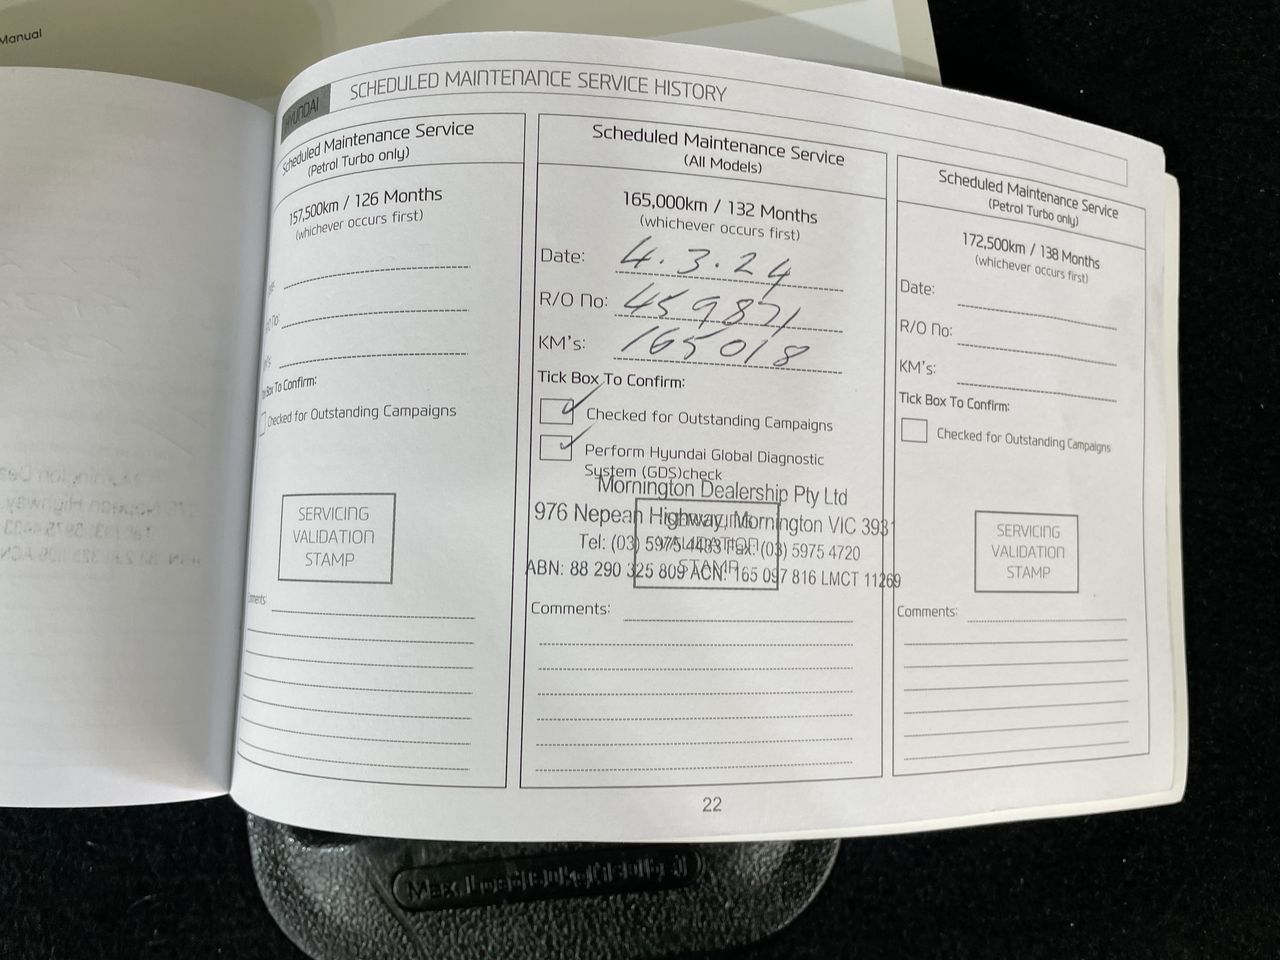 Manual
HYUNDAI
SCHEDULED MAINTENANCE SERVICE HISTORY
Scheduled Maintenance Service
(Petrol Turbo only)
157,500km / 126 Months
(whichever occurs first)
Tick Box To Confirm:
Checked for Outstanding Campaigns
SERVICING
VALIDATION
STAMP
Scheduled Maintenance Service
(All Models)
165,000km / 132 Months
(whichever occurs first)
Date: 4.3.24
R/O No: 459871
KM's: 165018
Tick Box To Confirm:
Checked for Outstanding Campaigns
Perform Hyundai Global Diagnostic
System (GDS)check
Mornington Dealership Pty Ltd
976 Nepean Highway, Mornington VIC 3931
Tel: (03) 5975 4433 Fax: (03) 5975 4720
ABN: 88 290 325 809 ACN: 165 097 816 LMCT 11269
SERVICING
VALIDATION
STAMP
Comments:
Scheduled Maintenance Service
(Petrol Turbo only)
172,500km / 138 Months
(whichever occurs first)
Date:
R/O No:
KM's:
Tick Box To Confirm:
Checked for Outstanding Campaigns
SERVICING
VALIDATION
STAMP
Comments:
22
Max.